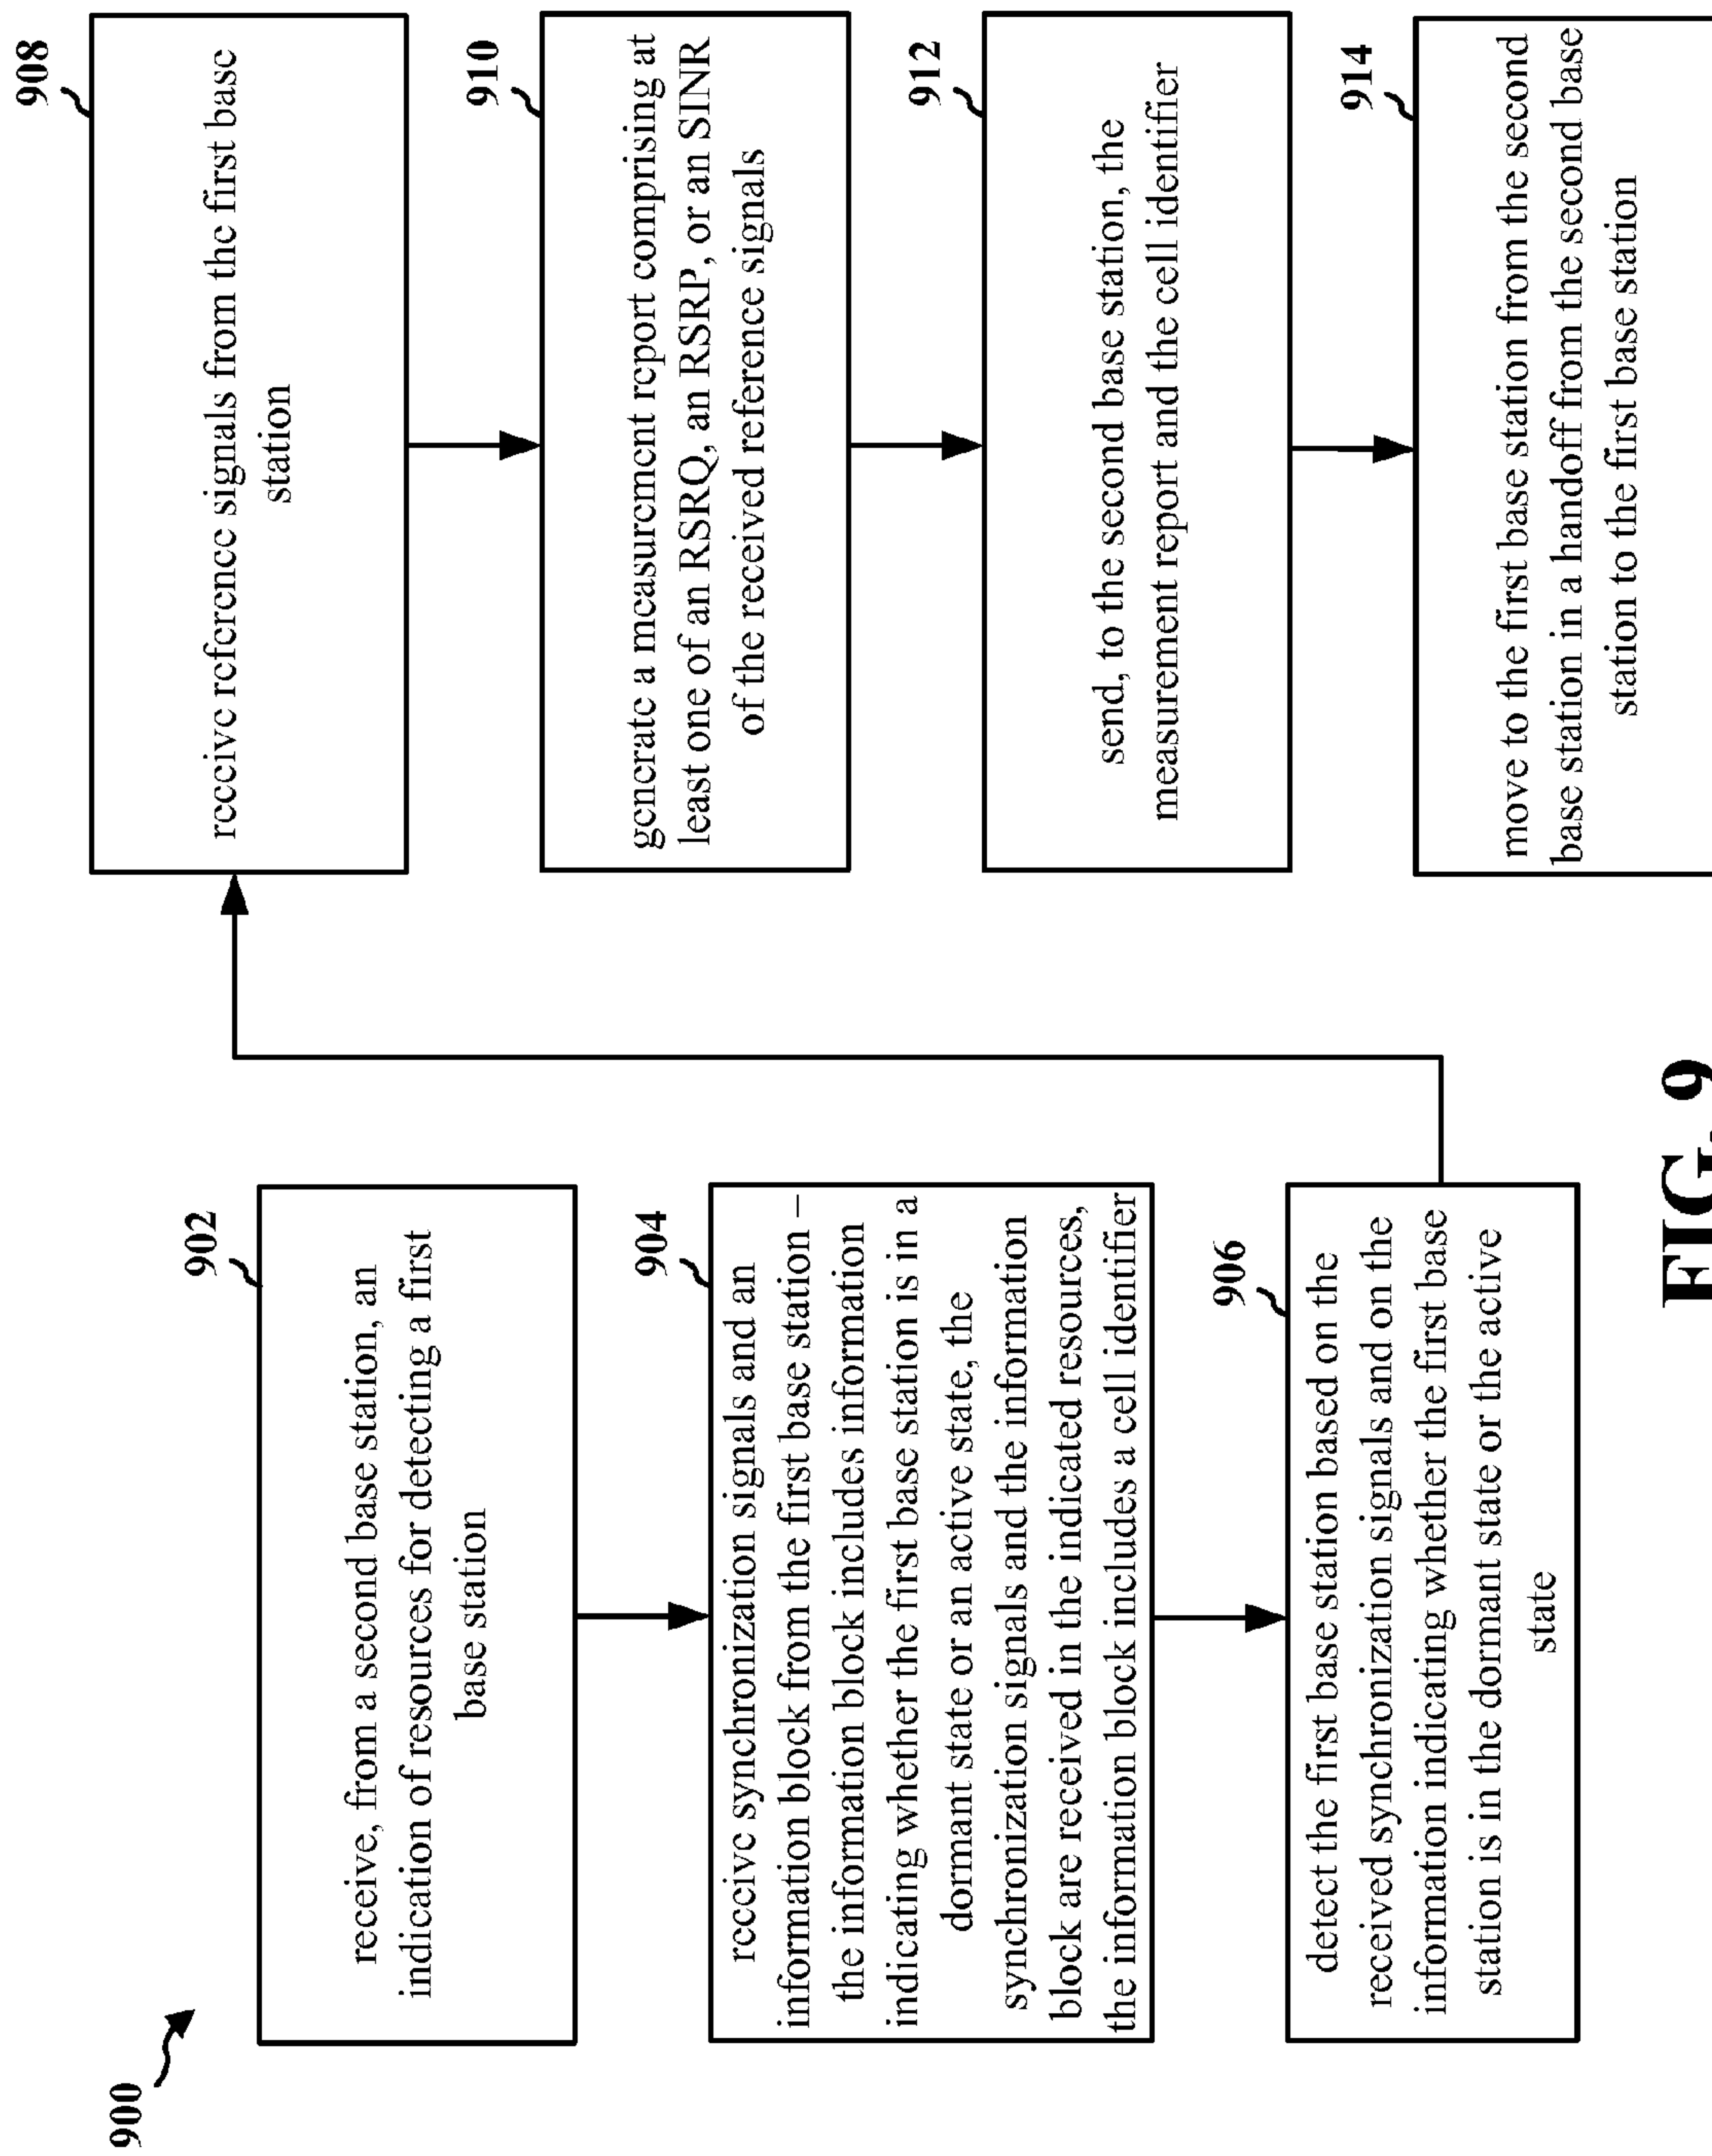 900
902
receive, from a second base station, an
indication of resources for detecting a first
base station
904
receive synchronization signals and an
information block from the first base station –
the information block includes information
indicating whether the first base station is in a
dormant state or an active state, the
synchronization signals and the information
block are received in the indicated resources,
the information block includes a cell identifier
906
detect the first base station based on the
received synchronization signals and on the
information indicating whether the first base
station is in the dormant state or the active
state
908
receive reference signals from the first base
station
910
generate a measurement report comprising at
least one of an RSRQ, an RSRP, or an SINR
of the received reference signals
912
send, to the second base station, the
measurement report and the cell identifier
914
move to the first base station from the second
base station in a handoff from the second base
station to the first base station
FIG. 9